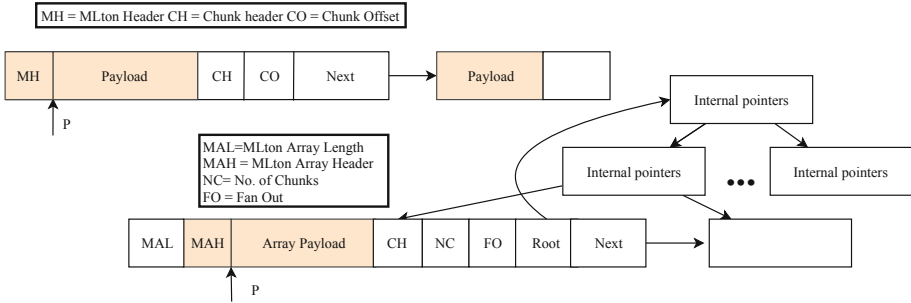 MH = MLton Header CH = Chunk header CO = Chunk Offset
MH Payload CH CO Next Payload
P
Internal pointers
MAL=MLton Array Length
MAH = MLton Array Header
NC= No. of Chunks
FO = Fan Out
Internal pointers Internal pointers
MAL MAH Array Payload CH NC FO Root Next
P